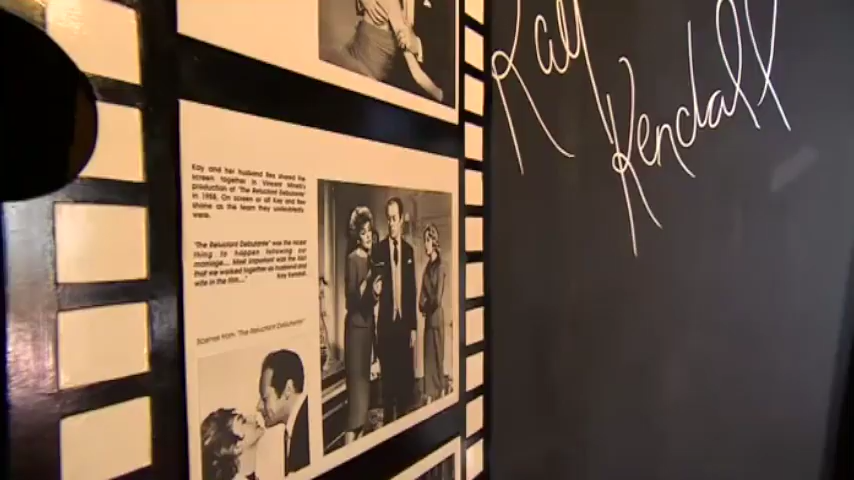 Kay
Kendall
Kay and her husband Rex shared the
screen together in Vincent Minelli's
production of 'The Reluctant Debutante'
in 1958. On screen or off Kay and Rex
shone as the team they undoubtedly
were.
"The Reluctant Debutante" was the nicest
thing to happen following our
marriage... Most important was the fact
that we worked together as husband and
wife in the film..." Kay Kendall
Scenes from "The Reluctant Debutante"